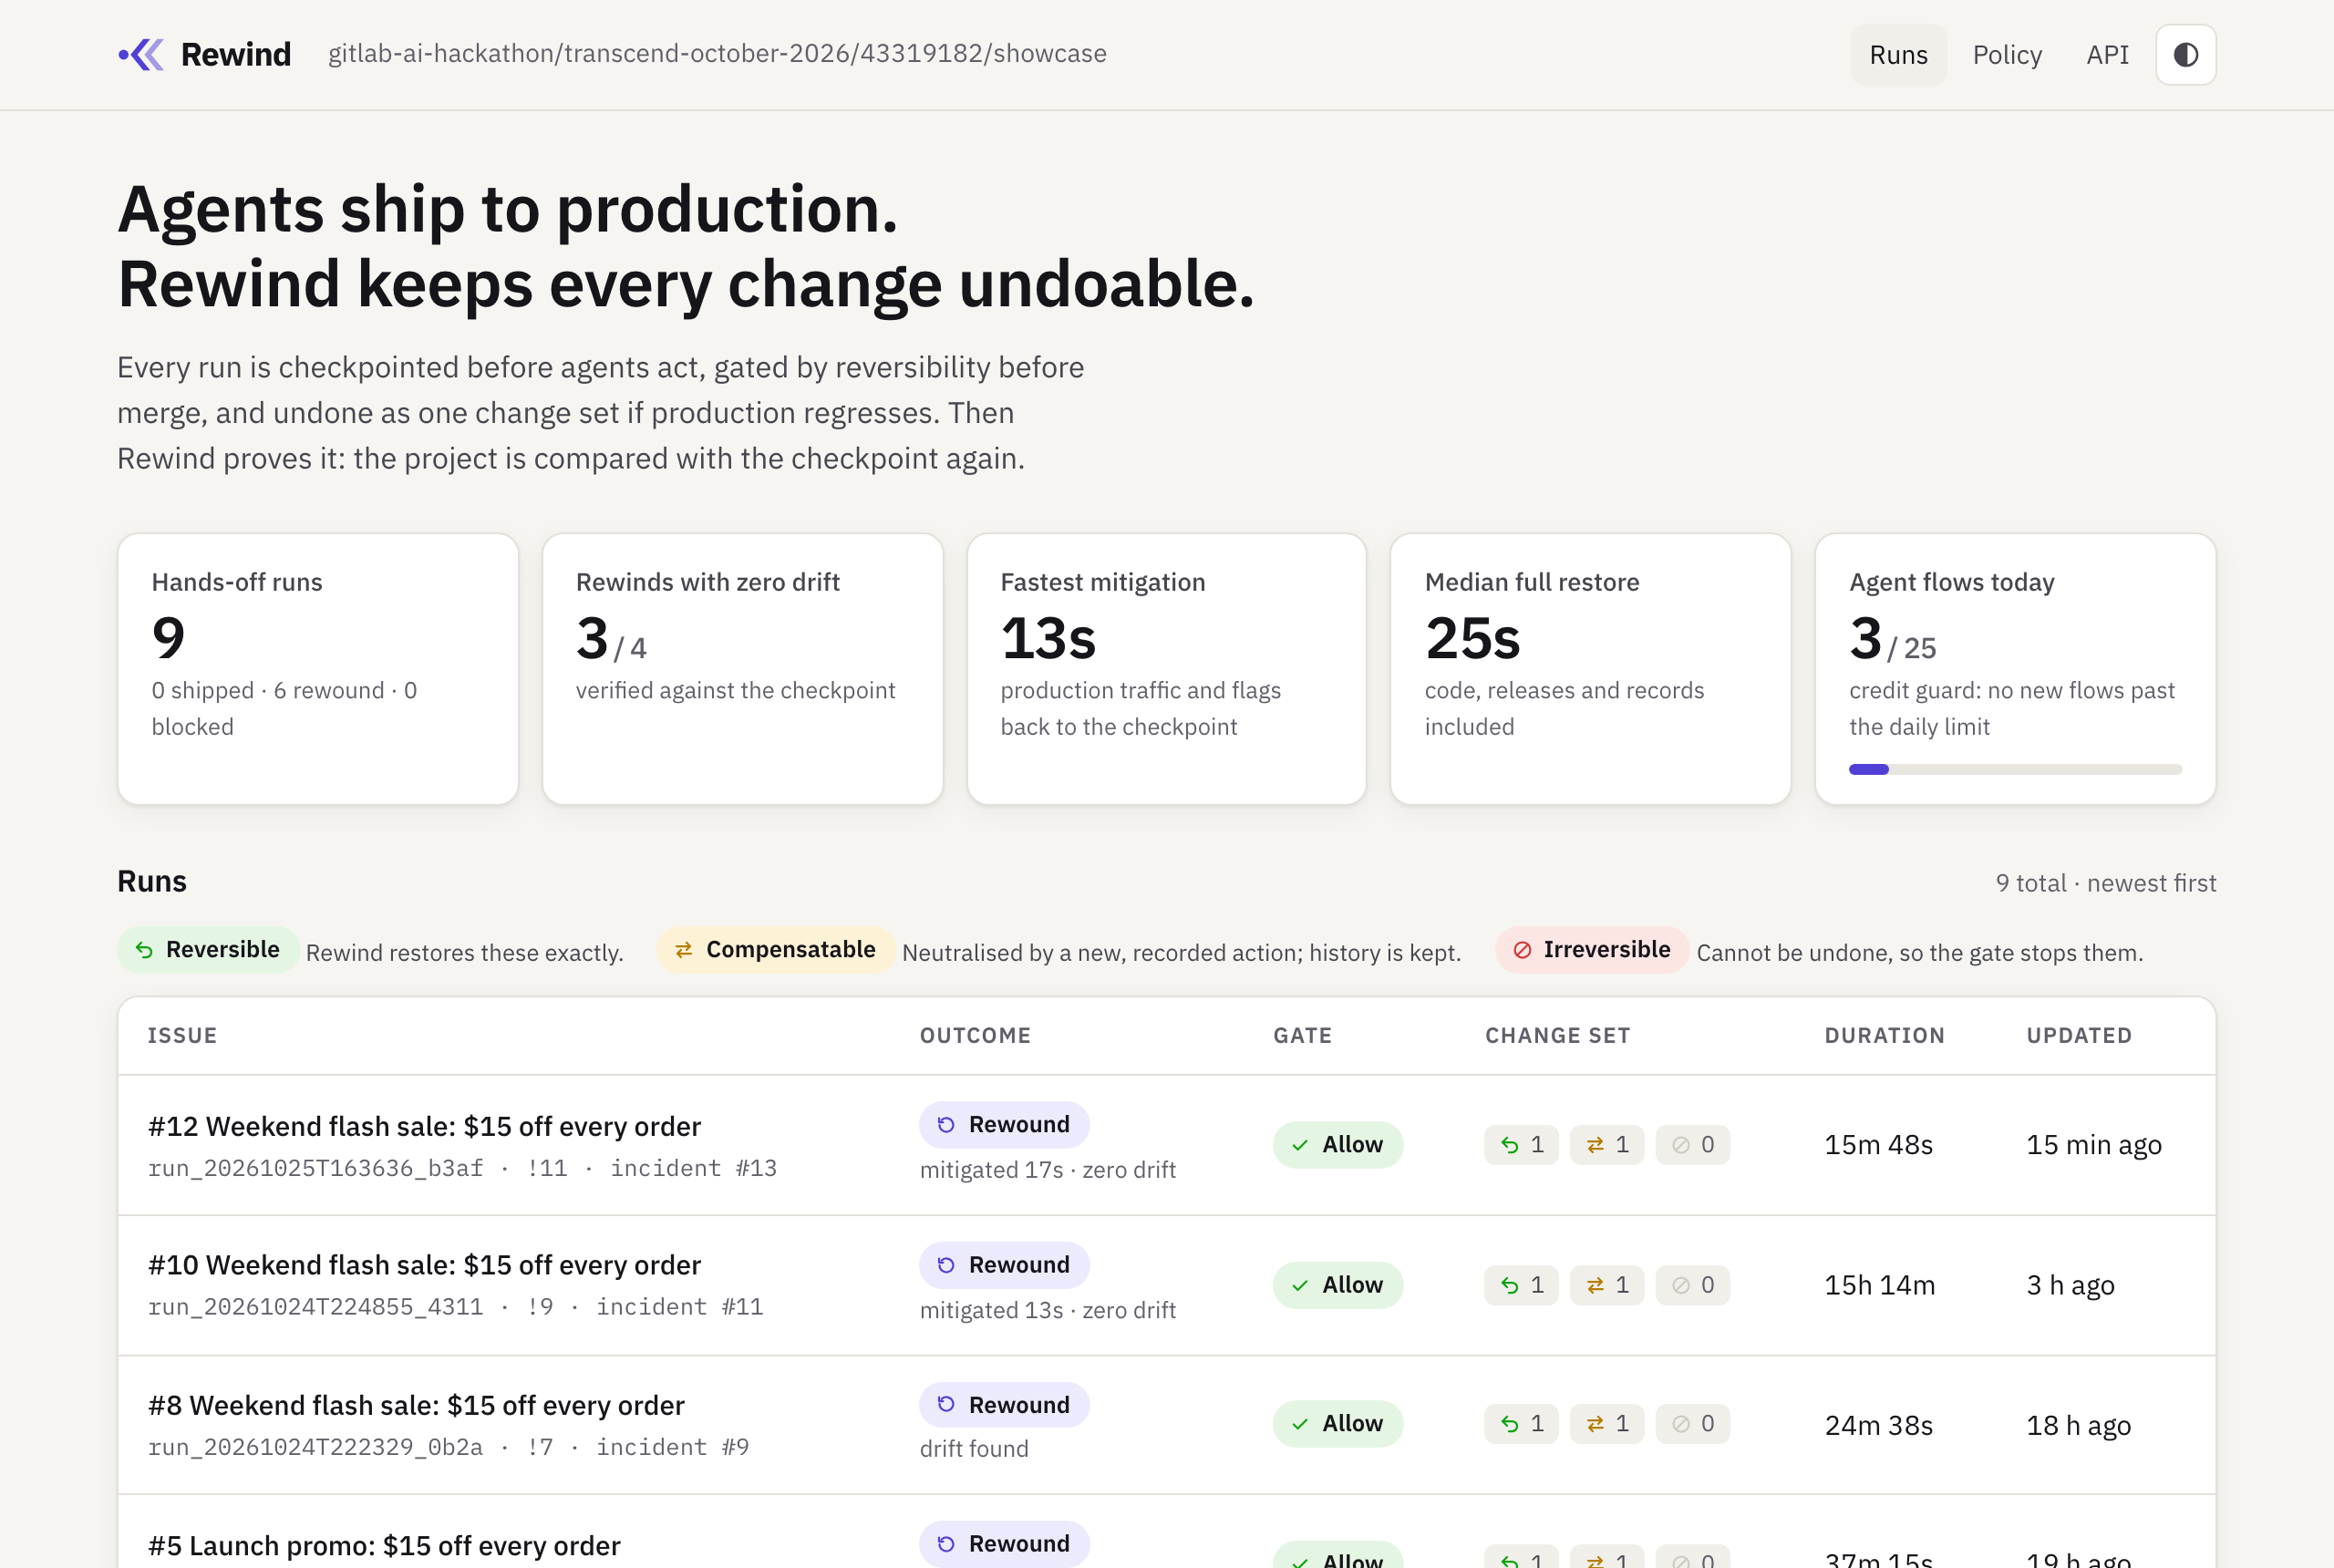 Rewind gitlab-ai-hackathon/transcend-october-2026/43319182/showcase Runs Policy API
Agents ship to production.
Rewind keeps every change undoable.
Every run is checkpointed before agents act, gated by reversibility before
merge, and undone as one change set if production regresses. Then
Rewind proves it: the project is compared with the checkpoint again.
Hands-off runs
9
0 shipped · 6 rewound · 0
blocked
Rewinds with zero drift
3 / 4
verified against the checkpoint
Fastest mitigation
13s
production traffic and flags
back to the checkpoint
Median full restore
25s
code, releases and records
included
Agent flows today
3 / 25
credit guard: no new flows past
the daily limit
Runs 9 total · newest first
Reversible Rewind restores these exactly. Compensatable Neutralised by a new, recorded action; history is kept. Irreversible Cannot be undone, so the gate stops them.
ISSUE OUTCOME GATE CHANGE SET DURATION UPDATED
#12 Weekend flash sale: $15 off every order
run_20261025T163636_b3af · !11 · incident #13
Rewound
mitigated 17s · zero drift
Allow 1 1 0 15m 48s 15 min ago
#10 Weekend flash sale: $15 off every order
run_20261024T224855_4311 · !9 · incident #11
Rewound
mitigated 13s · zero drift
Allow 1 1 0 15h 14m 3 h ago
#8 Weekend flash sale: $15 off every order
run_20261024T222329_0b2a · !7 · incident #9
Rewound
drift found
Allow 1 1 0 24m 38s 18 h ago
#5 Launch promo: $15 off every order
Rewound
Allow 1 1 0 37m 15s 19 h ago